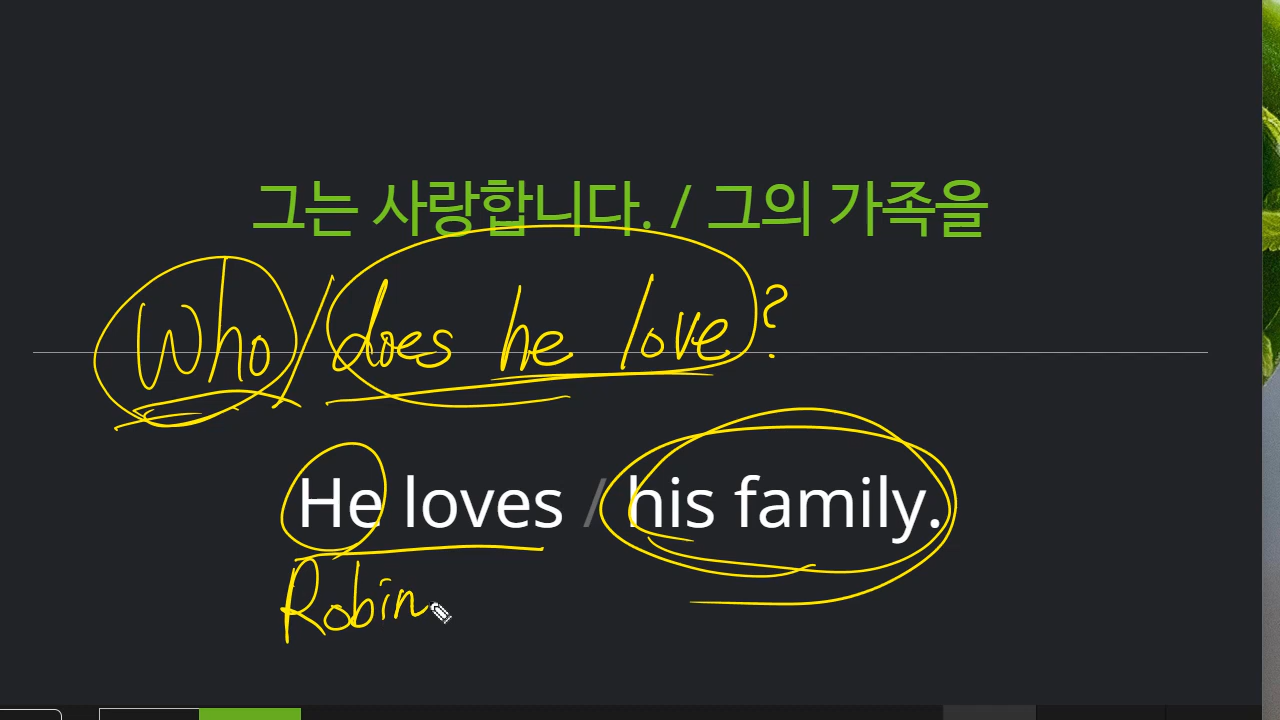 그는 사랑합니다. / 그의 가족을
Who / does he love?
He loves / his family.
Robin